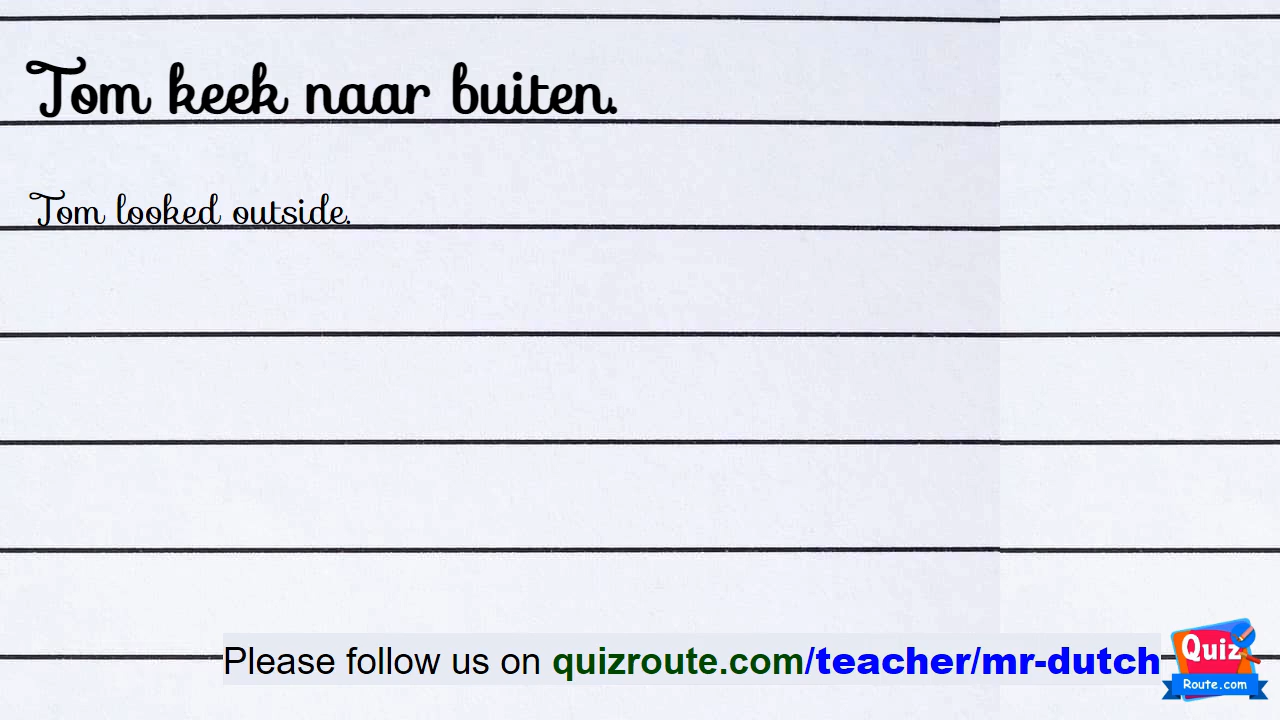 Tom keek naar buiten.
Tom looked outside.
Please follow us on quizroute.com/teacher/mr-dutch
Quiz
Route.com